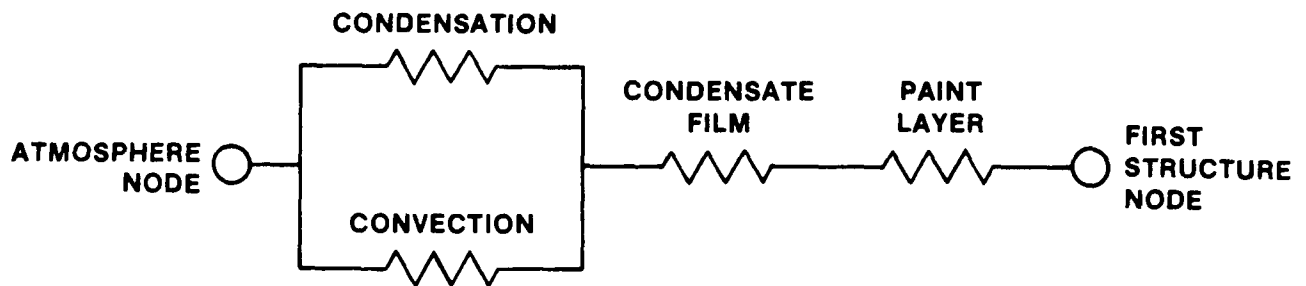 CONDENSATION
ATMOSPHERE
NODE
CONVECTION
CONDENSATE
FILM
PAINT
LAYER
FIRST
STRUCTURE
NODE